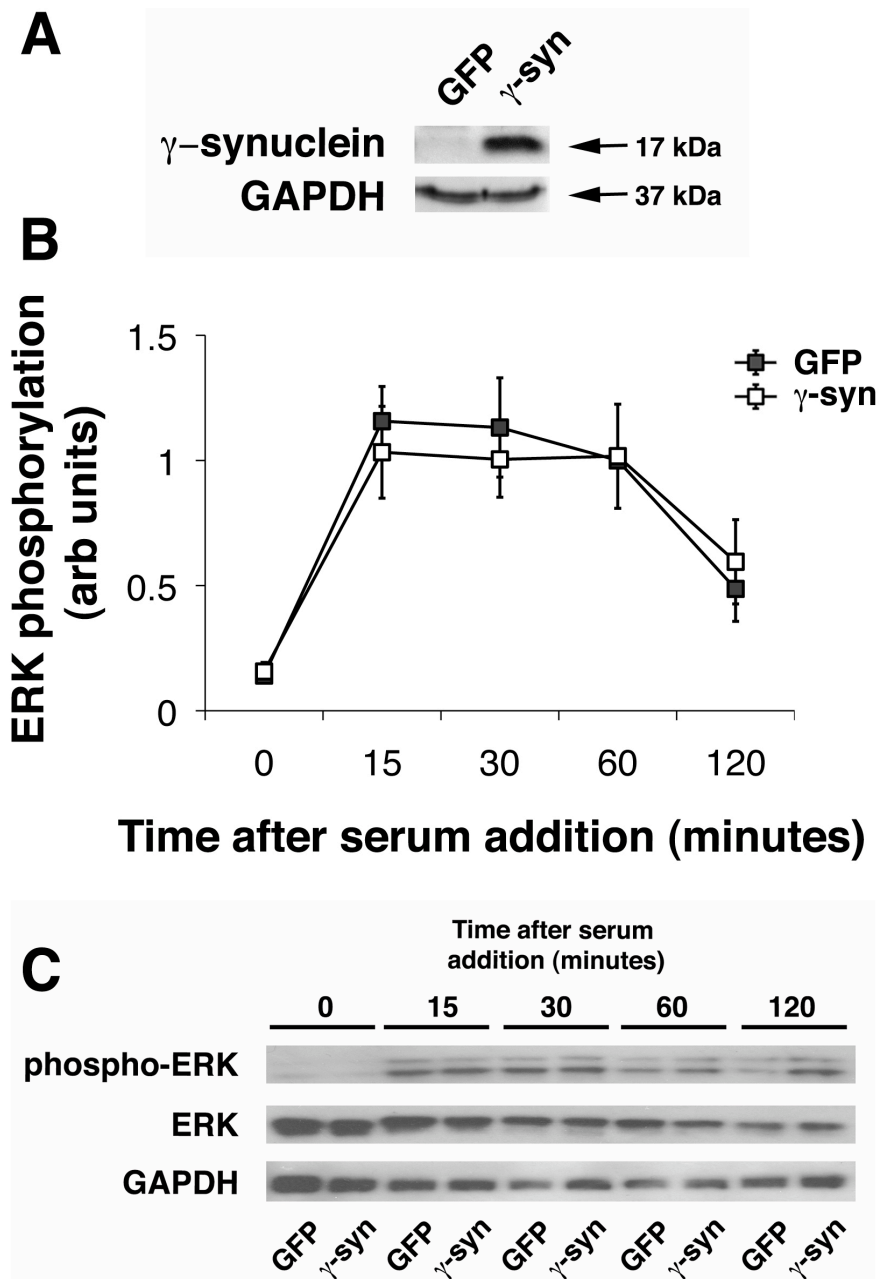 A
GFP γ-syn
γ–synuclein 17 kDa
GAPDH 37 kDa
B
ERK phosphorylation
(arb units)
1.5
1
0.5
0
GFP
γ-syn
0 15 30 60 120
Time after serum addition (minutes)
C
Time after serum
addition (minutes)
0 15 30 60 120
phospho-ERK
ERK
GAPDH
GFP γ-syn GFP γ-syn GFP γ-syn GFP γ-syn GFP γ-syn